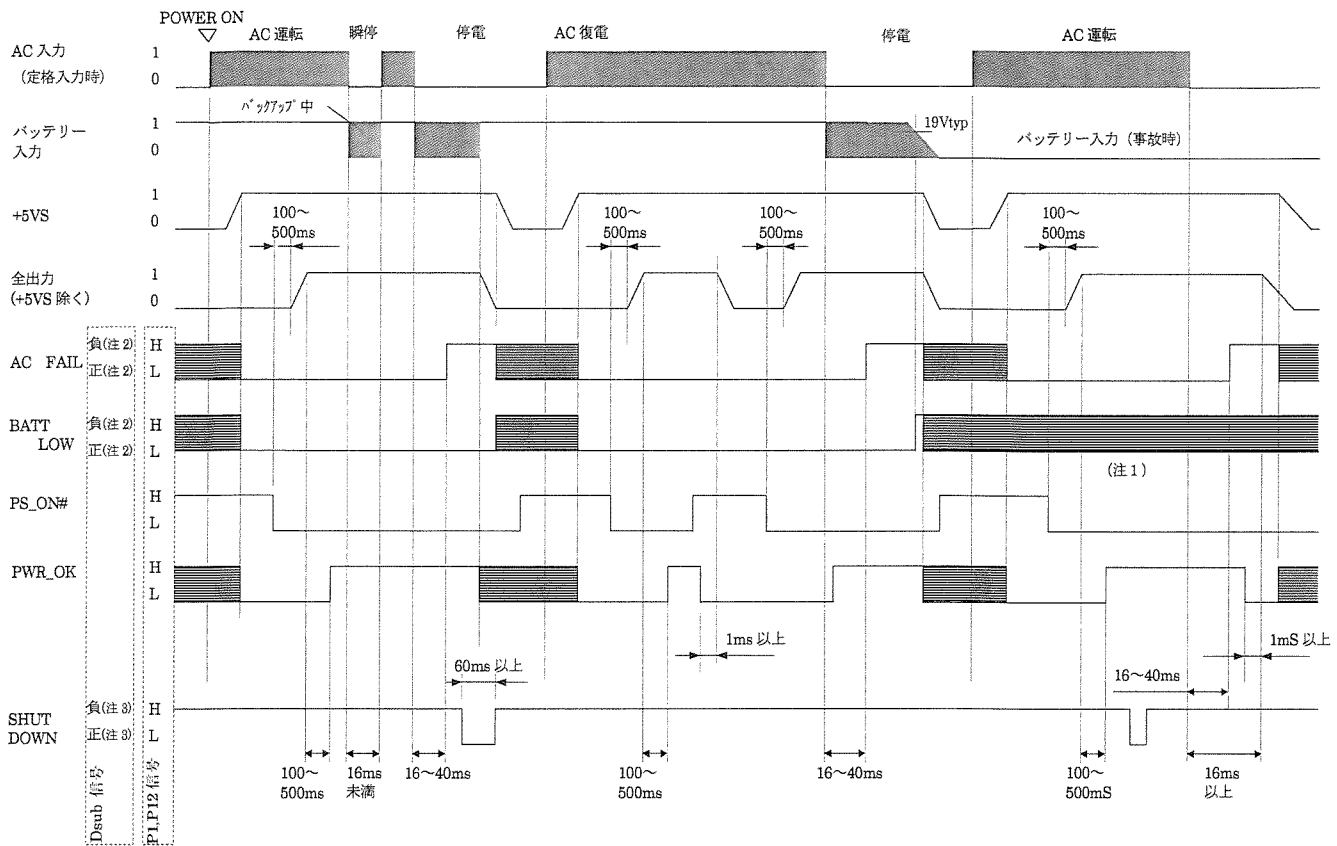 POWER ON
▽ AC 運転 瞬停 停電 AC 復電 停電 AC 運転
AC 入力 1
(定格入力時) 0
バックアップ 中
バッテリー 1
入力 0
19Vtyp
バッテリー入力（事故時）
+5VS 1
0
100〜
500ms
100〜
500ms
100〜
500ms
100〜
500ms
全出力 1
(+5VS 除く) 0
AC FAIL 負(注 2) H
正(注 2) L
BATT 負(注 2) H
LOW 正(注 2) L
(注 1)
PS_ON# H
L
PWR_OK H
L
60ms 以上
1ms 以上
1mS 以上
16〜40ms
SHUT 負(注 3) H
DOWN 正(注 3) L
Dsub 信号
P1,P12 信号
100〜
500ms
16ms
未満
16〜40ms
100〜
500ms
16〜40ms
100〜
500mS
16ms
以上